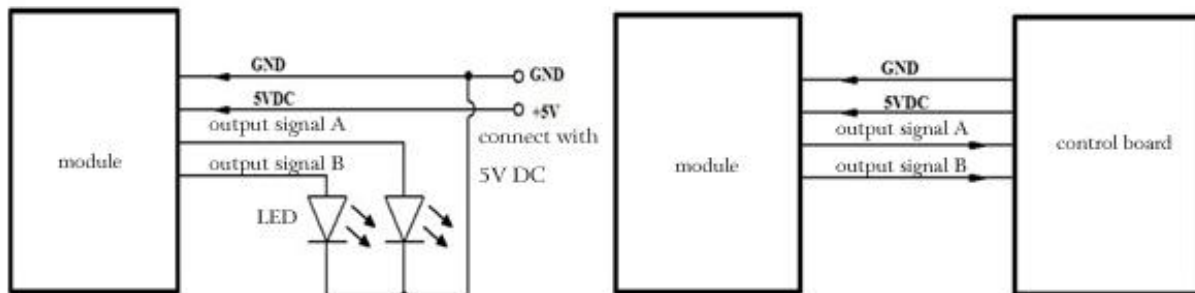 GND
GND
5VDC
+5V
output signal A
connect with
module
output signal B
5V DC
LED
GND
5VDC
output signal A
module
control board
output signal B